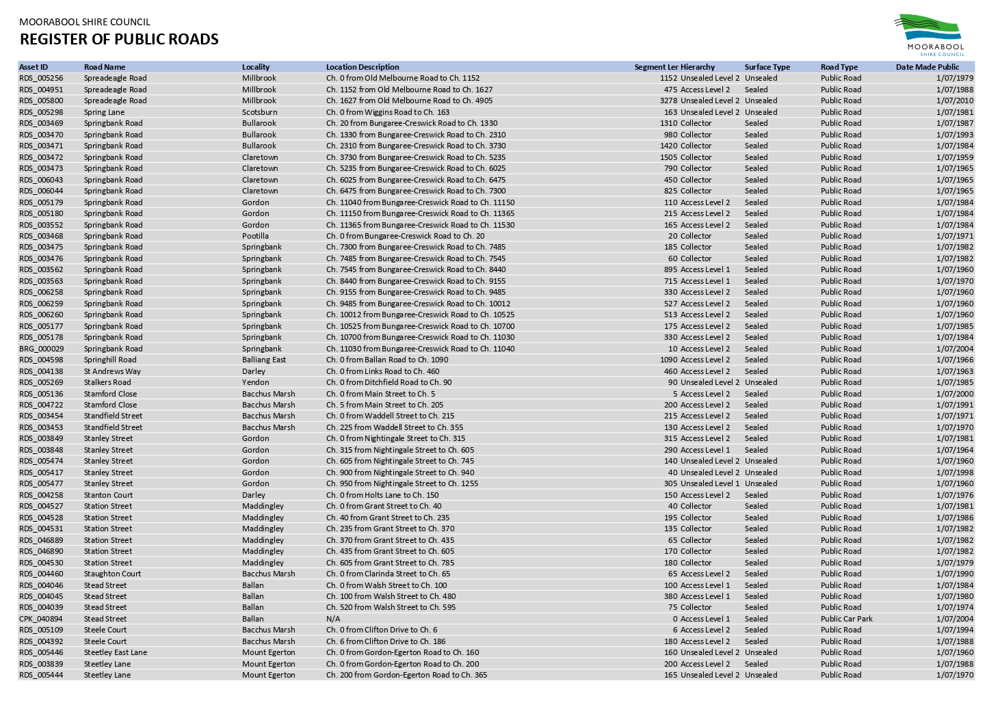 MOORABOOL SHIRE COUNCIL
REGISTER OF PUBLIC ROADS
MOORABOOL
SHIRE COUNCIL
Asset ID Road Name Locality Location Description Segment Len Hierarchy Surface Type Road Type Date Made Public
RDS_005256 Spreadeagle Road Millbrook Ch. 0 from Old Melbourne Road to Ch. 1152 1152 Unsealed Level 2 Unsealed Public Road 1/07/1979
RDS_004951 Spreadeagle Road Millbrook Ch. 1152 from Old Melbourne Road to Ch. 1627 475 Access Level 2 Sealed Public Road 1/07/1988
RDS_005800 Spreadeagle Road Millbrook Ch. 1627 from Old Melbourne Road to Ch. 4905 3278 Unsealed Level 2 Unsealed Public Road 1/07/2010
RDS_005298 Spring Lane Scotsburn Ch. 0 from Wiggins Road to Ch. 163 163 Unsealed Level 2 Unsealed Public Road 1/07/1981
RDS_003469 Springbank Road Bullarook Ch. 20 from Bungaree-Creswick Road to Ch. 1330 1310 Collector Sealed Public Road 1/07/1987
RDS_003470 Springbank Road Bullarook Ch. 1330 from Bungaree-Creswick Road to Ch. 2310 980 Collector Sealed Public Road 1/07/1993
RDS_003471 Springbank Road Bullarook Ch. 2310 from Bungaree-Creswick Road to Ch. 3730 1420 Collector Sealed Public Road 1/07/1984
RDS_003472 Springbank Road Claretown Ch. 3730 from Bungaree-Creswick Road to Ch. 5235 1505 Collector Sealed Public Road 1/07/1959
RDS_003473 Springbank Road Claretown Ch. 5235 from Bungaree-Creswick Road to Ch. 6025 790 Collector Sealed Public Road 1/07/1965
RDS_006043 Springbank Road Claretown Ch. 6025 from Bungaree-Creswick Road to Ch. 6475 450 Collector Sealed Public Road 1/07/1965
RDS_006044 Springbank Road Claretown Ch. 6475 from Bungaree-Creswick Road to Ch. 7300 825 Collector Sealed Public Road 1/07/1965
RDS_005179 Springbank Road Gordon Ch. 11040 from Bungaree-Creswick Road to Ch. 11150 110 Access Level 2 Sealed Public Road 1/07/1984
RDS_005180 Springbank Road Gordon Ch. 11150 from Bungaree-Creswick Road to Ch. 11365 215 Access Level 2 Sealed Public Road 1/07/1984
RDS_003552 Springbank Road Gordon Ch. 11365 from Bungaree-Creswick Road to Ch. 11530 165 Access Level 2 Sealed Public Road 1/07/1984
RDS_003468 Springbank Road Pootilla Ch. 0 from Bungaree-Creswick Road to Ch. 20 20 Collector Sealed Public Road 1/07/1971
RDS_003475 Springbank Road Springbank Ch. 7300 from Bungaree-Creswick Road to Ch. 7485 185 Collector Sealed Public Road 1/07/1982
RDS_003476 Springbank Road Springbank Ch. 7485 from Bungaree-Creswick Road to Ch. 7545 60 Collector Sealed Public Road 1/07/1982
RDS_003562 Springbank Road Springbank Ch. 7545 from Bungaree-Creswick Road to Ch. 8440 895 Access Level 1 Sealed Public Road 1/07/1960
RDS_003563 Springbank Road Springbank Ch. 8440 from Bungaree-Creswick Road to Ch. 9155 715 Access Level 1 Sealed Public Road 1/07/1970
RDS_006258 Springbank Road Springbank Ch. 9155 from Bungaree-Creswick Road to Ch. 9485 330 Access Level 2 Sealed Public Road 1/07/1960
RDS_006259 Springbank Road Springbank Ch. 9485 from Bungaree-Creswick Road to Ch. 10012 527 Access Level 2 Sealed Public Road 1/07/1960
RDS_006260 Springbank Road Springbank Ch. 10012 from Bungaree-Creswick Road to Ch. 10525 513 Access Level 2 Sealed Public Road 1/07/1960
RDS_005177 Springbank Road Springbank Ch. 10525 from Bungaree-Creswick Road to Ch. 10700 175 Access Level 2 Sealed Public Road 1/07/1985
RDS_005178 Springbank Road Springbank Ch. 10700 from Bungaree-Creswick Road to Ch. 11030 330 Access Level 2 Sealed Public Road 1/07/1984
BRG_000029 Springbank Road Springbank Ch. 11030 from Bungaree-Creswick Road to Ch. 11040 10 Access Level 2 Sealed Public Road 1/07/2004
RDS_004598 Springhill Road Balliang East Ch. 0 from Ballan Road to Ch. 1090 1090 Access Level 2 Sealed Public Road 1/07/1966
RDS_004138 St Andrews Way Darley Ch. 0 from Links Road to Ch. 460 460 Access Level 2 Sealed Public Road 1/07/1963
RDS_005269 Stalkers Road Yendon Ch. 0 from Ditchfield Road to Ch. 90 90 Unsealed Level 2 Unsealed Public Road 1/07/1985
RDS_005136 Stamford Close Bacchus Marsh Ch. 0 from Main Street to Ch. 5 5 Access Level 2 Sealed Public Road 1/07/2000
RDS_004722 Stamford Close Bacchus Marsh Ch. 5 from Main Street to Ch. 205 200 Access Level 2 Sealed Public Road 1/07/1991
RDS_003454 Standfield Street Bacchus Marsh Ch. 0 from Waddell Street to Ch. 215 215 Access Level 2 Sealed Public Road 1/07/1971
RDS_003453 Standfield Street Bacchus Marsh Ch. 225 from Waddell Street to Ch. 355 130 Access Level 2 Sealed Public Road 1/07/1970
RDS_003849 Stanley Street Gordon Ch. 0 from Nightingale Street to Ch. 315 315 Access Level 2 Sealed Public Road 1/07/1981
RDS_003848 Stanley Street Gordon Ch. 315 from Nightingale Street to Ch. 605 290 Access Level 1 Sealed Public Road 1/07/1964
RDS_005474 Stanley Street Gordon Ch. 605 from Nightingale Street to Ch. 745 140 Unsealed Level 2 Unsealed Public Road 1/07/1960
RDS_005417 Stanley Street Gordon Ch. 900 from Nightingale Street to Ch. 940 40 Unsealed Level 2 Unsealed Public Road 1/07/1998
RDS_005477 Stanley Street Gordon Ch. 950 from Nightingale Street to Ch. 1255 305 Unsealed Level 1 Unsealed Public Road 1/07/1960
RDS_004258 Stanton Court Darley Ch. 0 from Holts Lane to Ch. 150 150 Access Level 2 Sealed Public Road 1/07/1976
RDS_004527 Station Street Maddingley Ch. 0 from Grant Street to Ch. 40 40 Collector Sealed Public Road 1/07/1981
RDS_004528 Station Street Maddingley Ch. 40 from Grant Street to Ch. 235 195 Collector Sealed Public Road 1/07/1986
RDS_004531 Station Street Maddingley Ch. 235 from Grant Street to Ch. 370 135 Collector Sealed Public Road 1/07/1982
RDS_046889 Station Street Maddingley Ch. 370 from Grant Street to Ch. 435 65 Collector Sealed Public Road 1/07/1982
RDS_046890 Station Street Maddingley Ch. 435 from Grant Street to Ch. 605 170 Collector Sealed Public Road 1/07/1982
RDS_004530 Station Street Maddingley Ch. 605 from Grant Street to Ch. 785 180 Collector Sealed Public Road 1/07/1979
RDS_004460 Staughton Court Bacchus Marsh Ch. 0 from Clarinda Street to Ch. 65 65 Access Level 2 Sealed Public Road 1/07/1990
RDS_004046 Stead Street Ballan Ch. 0 from Walsh Street to Ch. 100 100 Access Level 1 Sealed Public Road 1/07/1984
RDS_004045 Stead Street Ballan Ch. 100 from Walsh Street to Ch. 480 380 Access Level 1 Sealed Public Road 1/07/1980
RDS_004039 Stead Street Ballan Ch. 520 from Walsh Street to Ch. 595 75 Collector Sealed Public Road 1/07/1974
CPK_040894 Stead Street Ballan N/A 0 Access Level 1 Sealed Public Car Park 1/07/2004
RDS_005109 Steele Court Bacchus Marsh Ch. 0 from Clifton Drive to Ch. 6 6 Access Level 2 Sealed Public Road 1/07/1994
RDS_004392 Steele Court Bacchus Marsh Ch. 6 from Clifton Drive to Ch. 186 180 Access Level 2 Sealed Public Road 1/07/1988
RDS_005446 Steetley East Lane Mount Egerton Ch. 0 from Gordon-Egerton Road to Ch. 160 160 Unsealed Level 2 Unsealed Public Road 1/07/1960
RDS_003839 Steetley Lane Mount Egerton Ch. 0 from Gordon-Egerton Road to Ch. 200 200 Access Level 2 Sealed Public Road 1/07/1988
RDS_005444 Steetley Lane Mount Egerton Ch. 200 from Gordon-Egerton Road to Ch. 365 165 Unsealed Level 2 Unsealed Public Road 1/07/1970